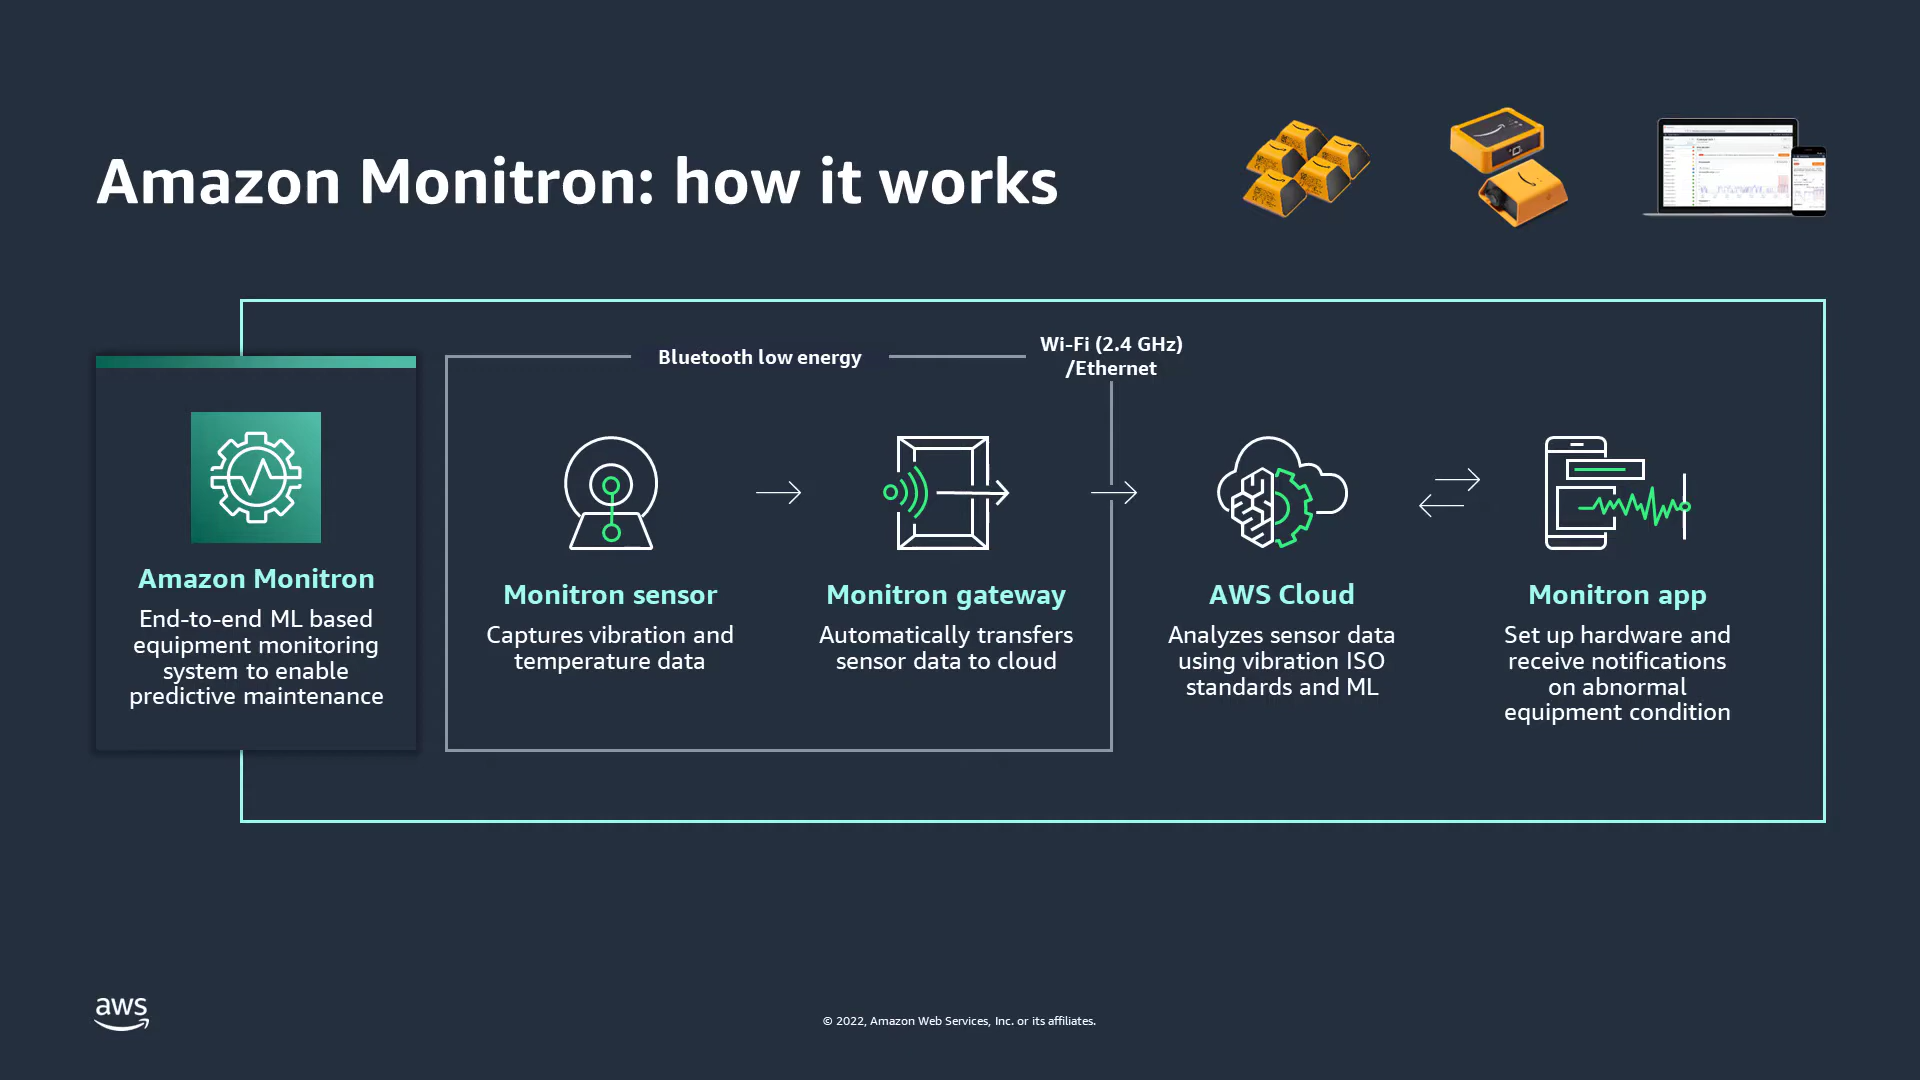 Amazon Monitron: how it works
Bluetooth low energy
Wi-Fi (2.4 GHz)
/Ethernet
Amazon Monitron
End-to-end ML based
equipment monitoring
system to enable
predictive maintenance
Monitron sensor
Captures vibration and
temperature data
Monitron gateway
Automatically transfers
sensor data to cloud
AWS Cloud
Analyzes sensor data
using vibration ISO
standards and ML
Monitron app
Set up hardware and
receive notifications
on abnormal
equipment condition
aws
© 2022, Amazon Web Services, Inc. or its affiliates.